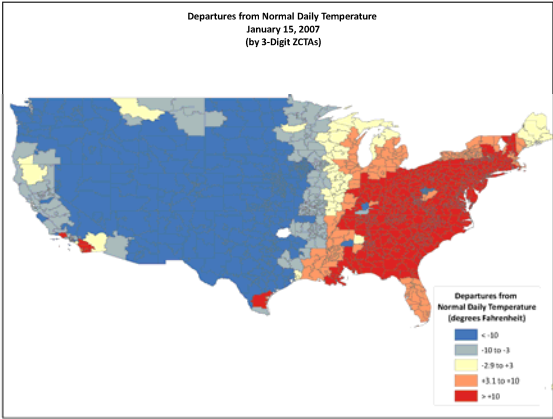 Departures from Normal Daily Temperature
January 15, 2007
(by 3-Digit ZCTAs)
Departures from
Normal Daily Temperature
(degrees Fahrenheit)
< -10
-10 to -3
-2.9 to +3
+3.1 to +10
> +10